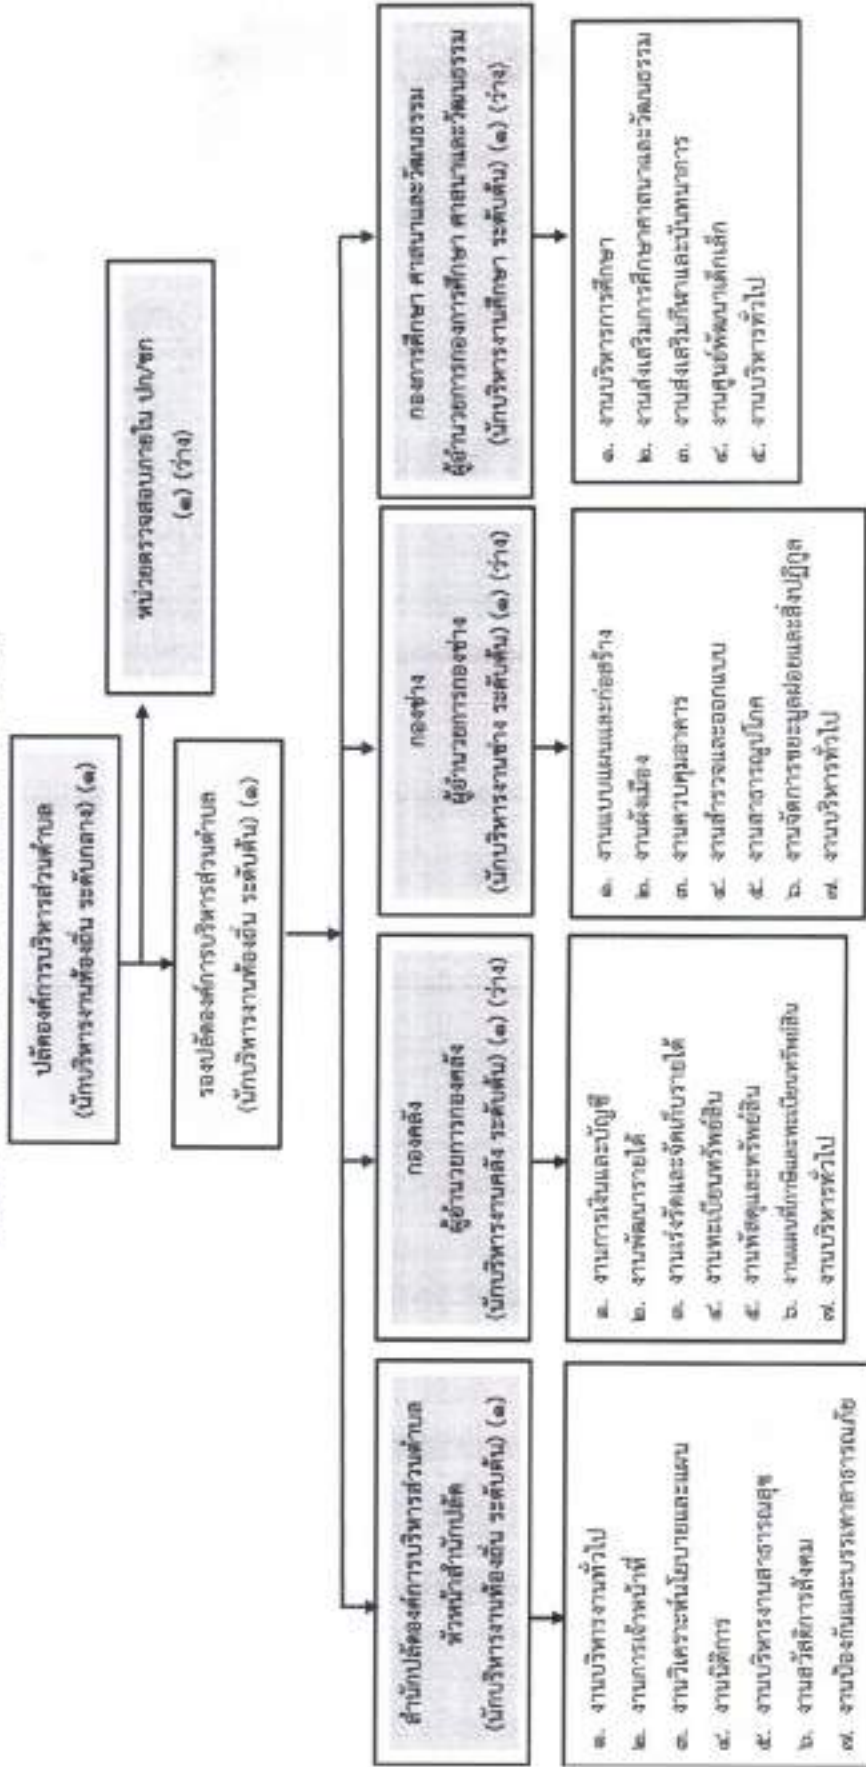 ปลัดองค์การบริหารส่วนตำบล
(นักบริหารงานท้องถิ่น ระดับกลาง) (๑)
หน่วยตรวจสอบภายใน ปก/ชก
(๑) (ว่าง)
รองปลัดองค์การบริหารส่วนตำบล
(นักบริหารงานท้องถิ่น ระดับต้น) (๑)
สำนักปลัดองค์การบริหารส่วนตำบล
หัวหน้าสำนักปลัด
(นักบริหารงานท้องถิ่น ระดับต้น) (๑)
กองคลัง
ผู้อำนวยการกองคลัง
(นักบริหารงานคลัง ระดับต้น) (๑) (ว่าง)
กองช่าง
ผู้อำนวยการกองช่าง
(นักบริหารงานช่าง ระดับต้น) (๑) (ว่าง)
กองการศึกษา ศาสนาและวัฒนธรรม
ผู้อำนวยการกองการศึกษา ศาสนาและวัฒนธรรม
(นักบริหารงานศึกษา ระดับต้น) (๑) (ว่าง)
๑. งานบริหารงานทั่วไป
๒. งานการเจ้าหน้าที่
๓. งานวิเคราะห์นโยบายและแผน
๔. งานนิติการ
๕. งานบริหารงานสาธารณสุข
๖. งานสวัสดิการสังคม
๗. งานป้องกันและบรรเทาสาธารณภัย
๑. งานการเงินและบัญชี
๒. งานพัฒนารายได้
๓. งานเร่งรัดและจัดเก็บรายได้
๔. งานทะเบียนทรัพย์สิน
๕. งานพัสดุและทรัพย์สิน
๖. งานแผนที่ภาษีและทะเบียนทรัพย์สิน
๗. งานบริหารทั่วไป
๑. งานแบบแผนและก่อสร้าง
๒. งานผังเมือง
๓. งานควบคุมอาคาร
๔. งานสำรวจและออกแบบ
๕. งานสาธารณูปโภค
๖. งานจัดการขยะมูลฝอยและสิ่งปฏิกูล
๗. งานบริหารทั่วไป
๑. งานบริหารการศึกษา
๒. งานส่งเสริมการศึกษาศาสนาและวัฒนธรรม
๓. งานส่งเสริมกีฬาและนันทนาการ
๔. งานศูนย์พัฒนาเด็กเล็ก
๕. งานบริหารทั่วไป